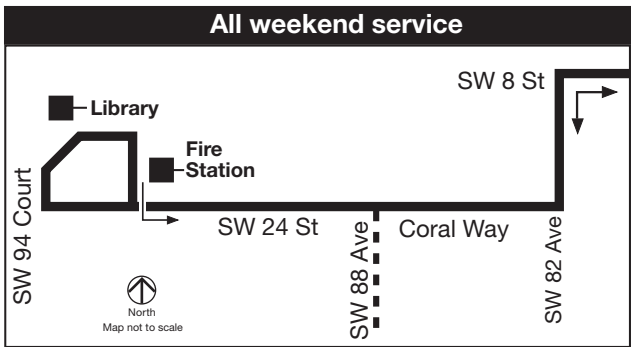 All weekend service
SW 8 St
Library
Fire
Station
SW 94 Court
SW 24 St
SW 88 Ave
Coral Way
SW 82 Ave
North
Map not to scale